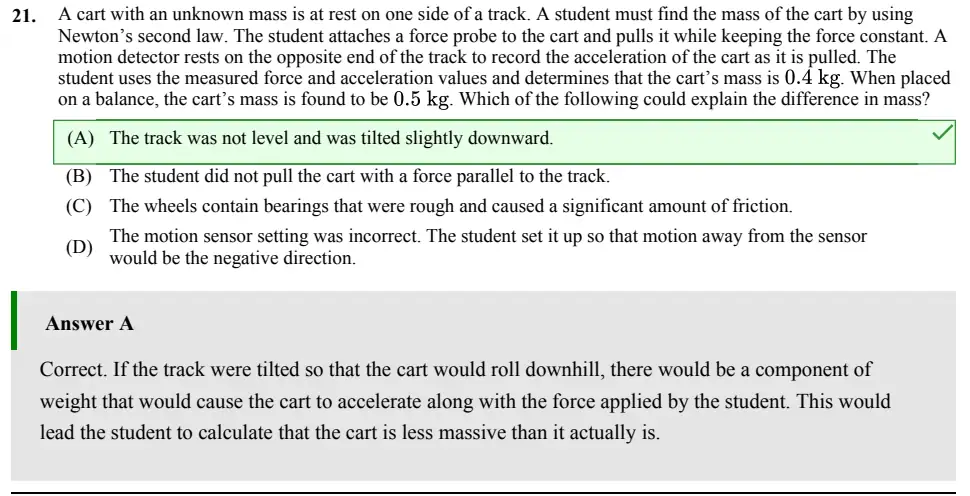 21. A cart with an unknown mass is at rest on one side of a track. A student must find the mass of the cart by using
Newton's second law. The student attaches a force probe to the cart and pulls it while keeping the force constant. A
motion detector rests on the opposite end of the track to record the acceleration of the cart as it is pulled. The
student uses the measured force and acceleration values and determines that the cart's mass is 0.4 kg. When placed
on a balance, the cart's mass is found to be 0.5 kg. Which of the following could explain the difference in mass?
(A) The track was not level and was tilted slightly downward.
(B) The student did not pull the cart with a force parallel to the track.
(C) The wheels contain bearings that were rough and caused a significant amount of friction.
(D) The motion sensor setting was incorrect. The student set it up so that motion away from the sensor
would be the negative direction.
Answer A
Correct. If the track were tilted so that the cart would roll downhill, there would be a component of
weight that would cause the cart to accelerate along with the force applied by the student. This would
lead the student to calculate that the cart is less massive than it actually is.